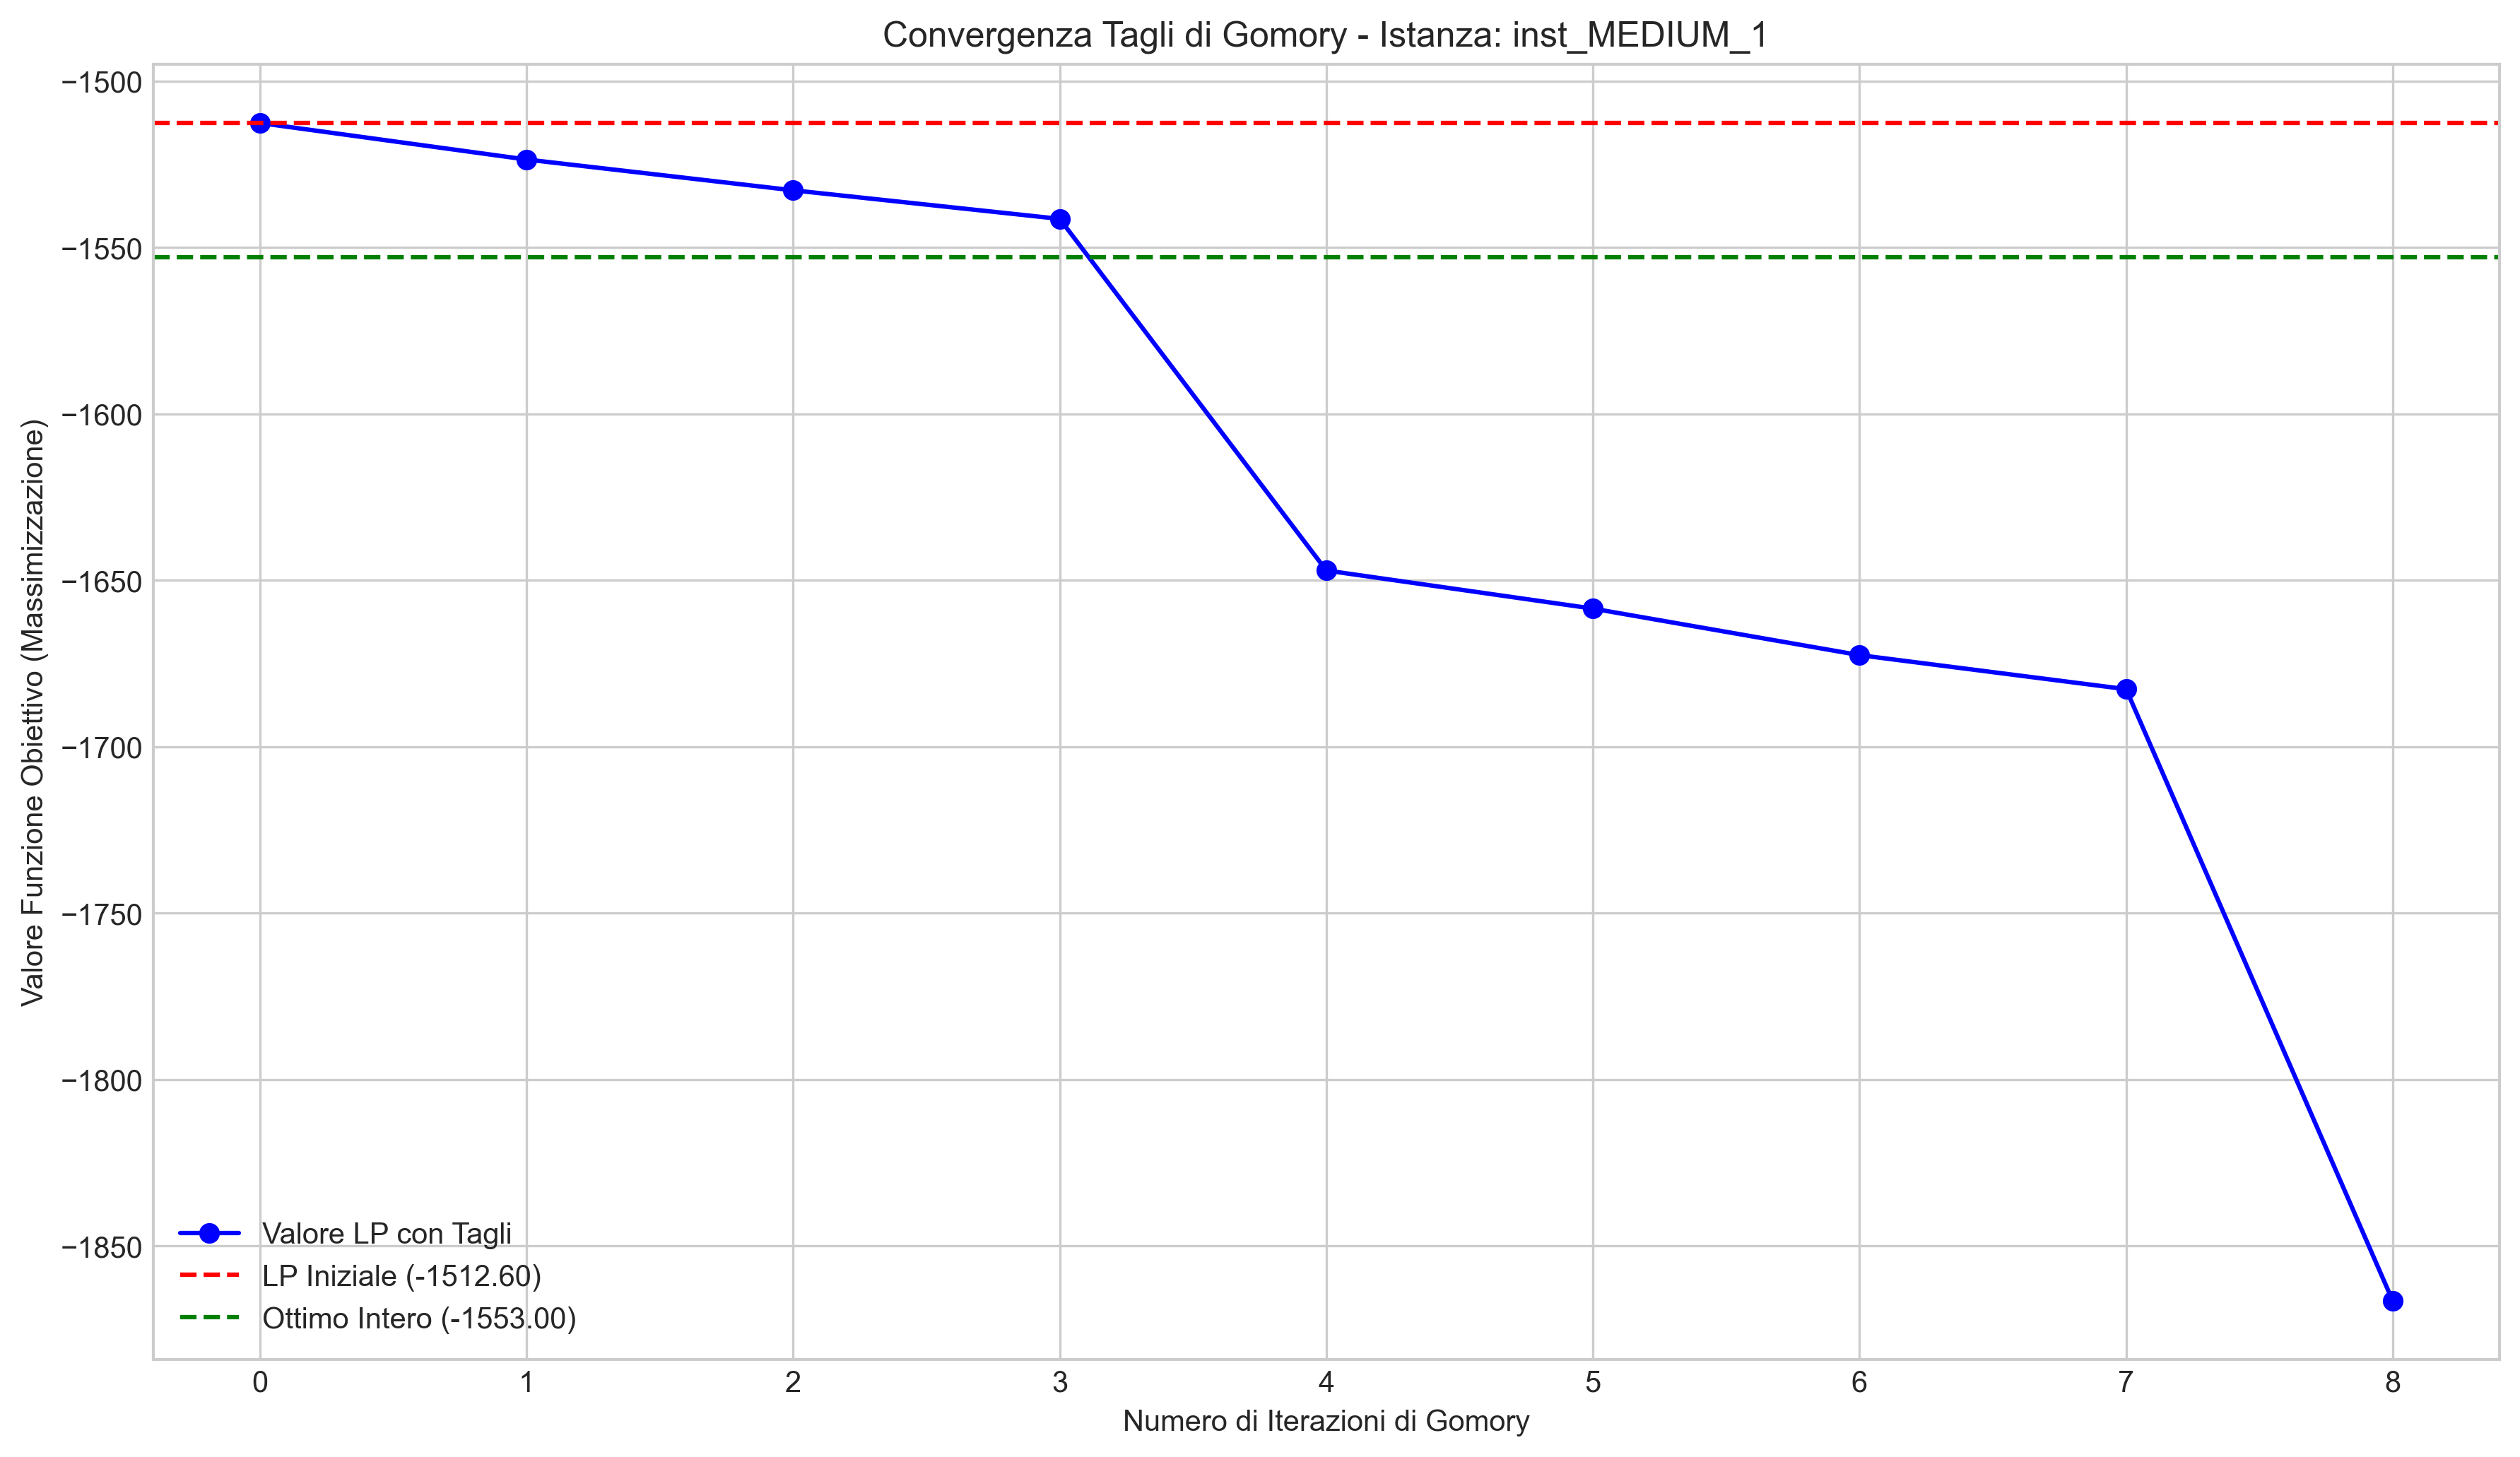 Convergenza Tagli di Gomory - Istanza: inst_MEDIUM_1
Valore Funzione Obiettivo (Massimizzazione)
−1500
−1550
−1600
−1650
−1700
−1750
−1800
−1850
Valore LP con Tagli
LP Iniziale (-1512.60)
Ottimo Intero (-1553.00)
0 1 2 3 4 5 6 7 8
Numero di Iterazioni di Gomory